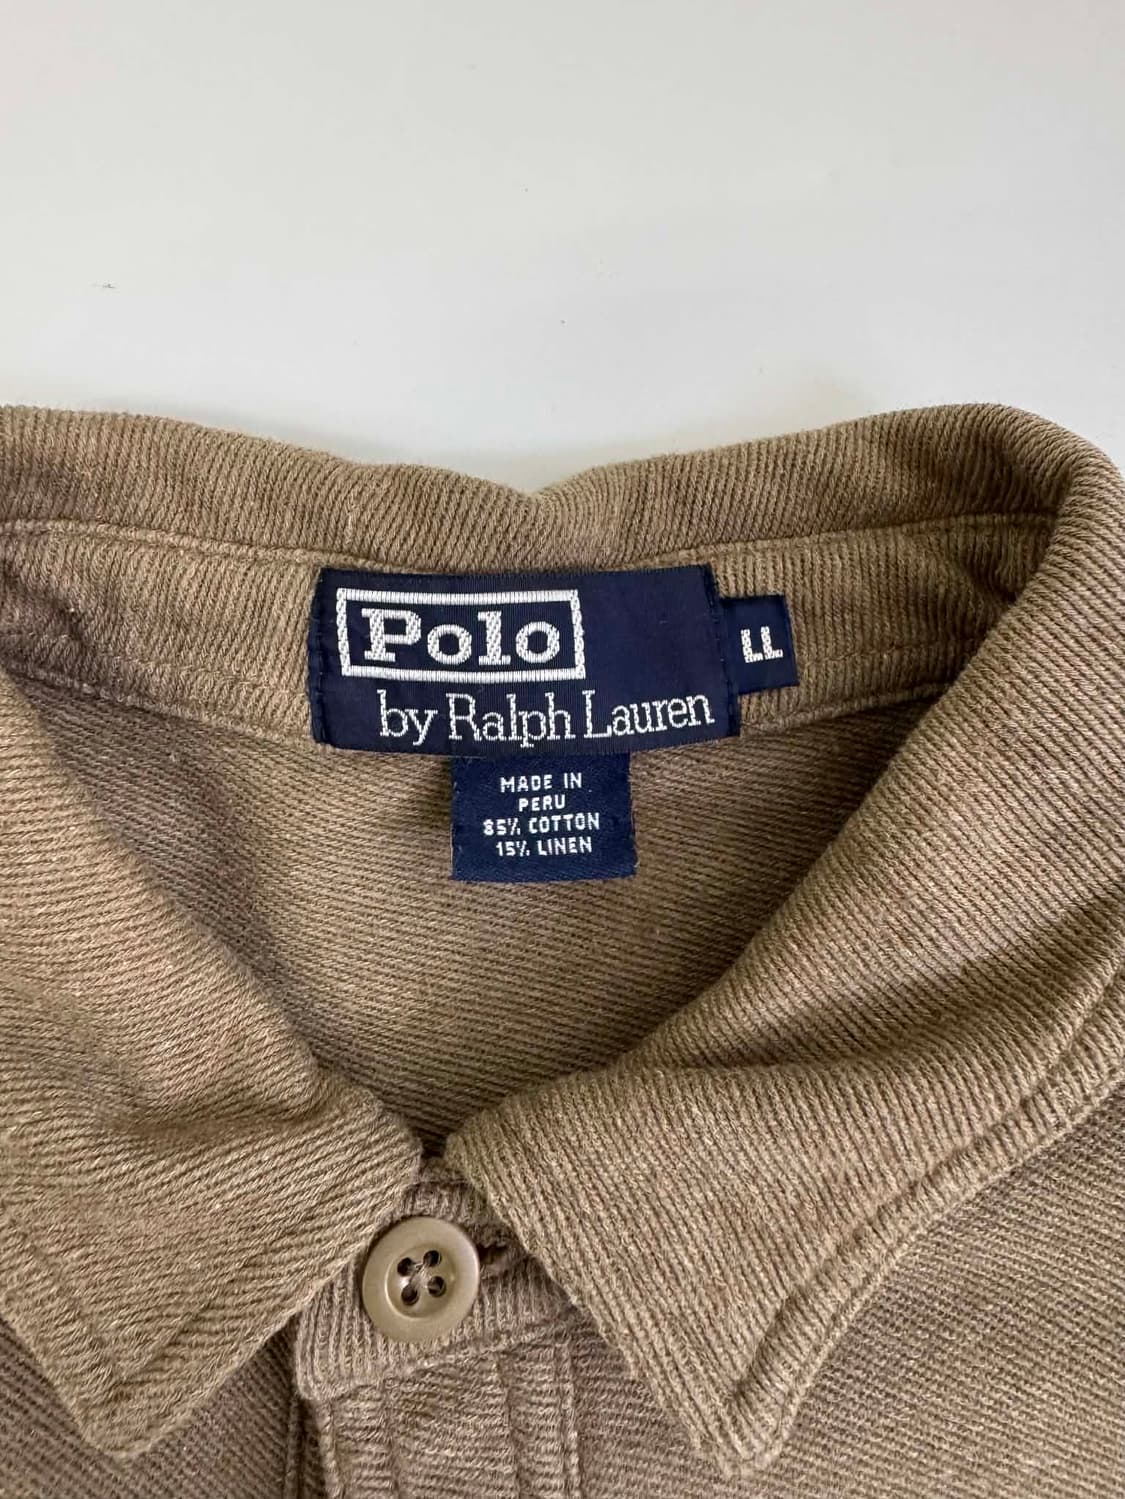 Polo
by Ralph Lauren
LL
MADE IN
PERU
85% COTTON
15% LINEN